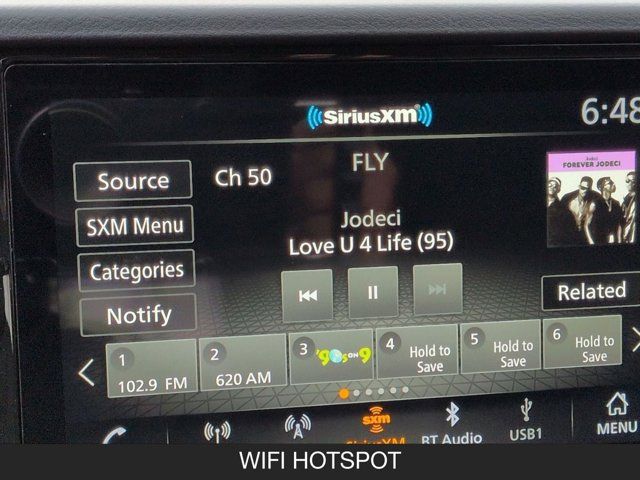 SiriusXM
6:48
FLY
Source
Ch 50
Jodeci
FOREVER JODECI
SXM Menu
Jodeci
Love U 4 Life (95)
Categories
Related
Notify
1
102.9 FM
2
620 AM
3
'90s ON 9
4
Hold to
Save
5
Hold to
Save
6
Hold to
Save
sxm
SiriusXM
BT Audio
USB1
MENU
WIFI HOTSPOT